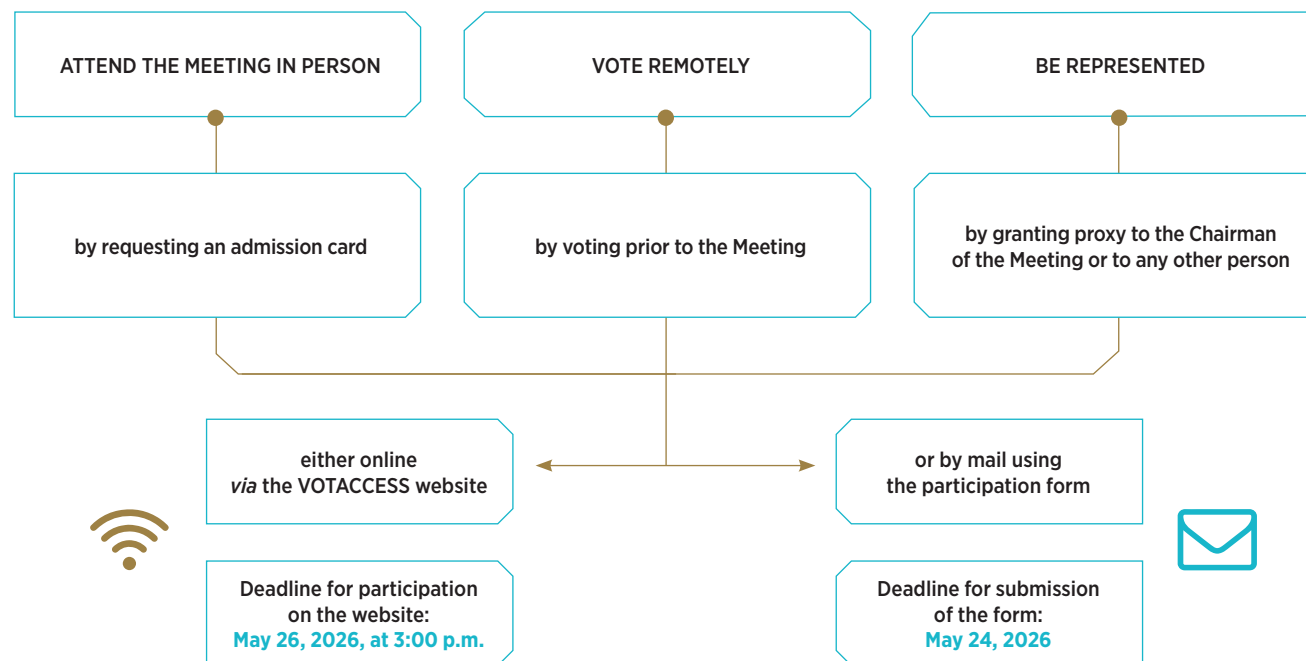 ATTEND THE MEETING IN PERSON
VOTE REMOTELY
BE REPRESENTED
by requesting an admission card
by voting prior to the Meeting
by granting proxy to the Chairman
of the Meeting or to any other person
either online
via the VOTACCESS website
or by mail using
the participation form
Deadline for participation
on the website:
May 26, 2026, at 3:00 p.m.
Deadline for submission
of the form:
May 24, 2026